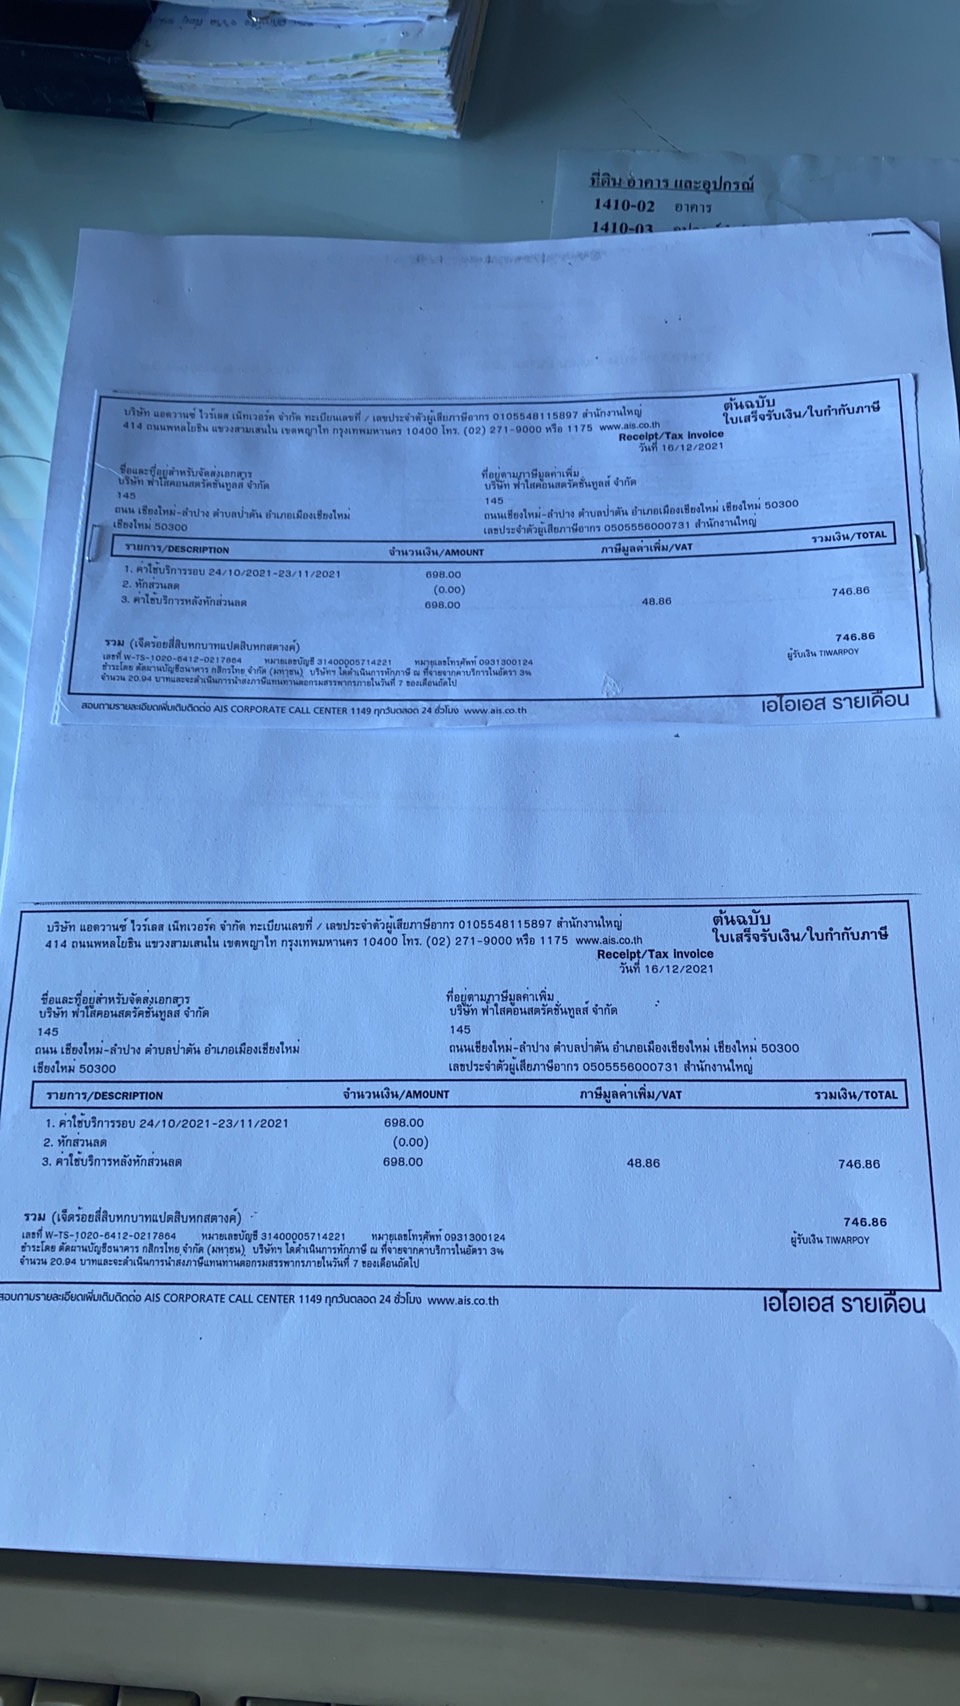 ที่ดิน อาคาร และอุปกรณ์
1410-02 อาคาร
1410-03
บริษัท แอดวานซ์ ไวร์เลส เน็ทเวอร์ค จำกัด ทะเบียนเลขที่ / เลขประจำตัวผู้เสียภาษีอากร 0105548115897 สำนักงานใหญ่
ต้นฉบับ
414 ถนนพหลโยธิน แขวงสามเสนใน เขตพญาไท กรุงเทพมหานคร 10400 โทร. (02) 271-9000 หรือ 1175 www.ais.co.th
ใบเสร็จรับเงิน/ใบกำกับภาษี
Receipt/Tax Invoice
วันที่ 16/12/2021
ชื่อและที่อยู่สำหรับจัดส่งเอกสาร ที่อยู่ตามภาษีมูลค่าเพิ่ม
บริษัท ฟาใสคอนสตรัคชั่นทูลส์ จำกัด บริษัท ฟาใสคอนสตรัคชั่นทูลส์ จำกัด
145 145
ถนน เชียงใหม่-ลำปาง ตำบลป่าตัน อำเภอเมืองเชียงใหม่ ถนนเชียงใหม่-ลำปาง ตำบลป่าตัน อำเภอเมืองเชียงใหม่ เชียงใหม่ 50300
เชียงใหม่ 50300 เลขประจำตัวผู้เสียภาษีอากร 0505556000731 สำนักงานใหญ่
รายการ/DESCRIPTION จำนวนเงิน/AMOUNT ภาษีมูลค่าเพิ่ม/VAT รวมเงิน/TOTAL
1. ค่าใช้บริการรอบ 24/10/2021-23/11/2021 698.00
2. หักส่วนลด (0.00)
3. ค่าใช้บริการหลังหักส่วนลด 698.00 48.86 746.86
รวม (เจ็ดร้อยสี่สิบหกบาทแปดสิบหกสตางค์) 746.86
เลขที่ W-TS-1020-6412-0217864 หมายเลขบัญชี 31400005714221 หมายเลขโทรศัพท์ 0931300124 ผู้รับเงิน TIWARPOY
ชำระโดย ตัดผ่านบัญชีธนาคาร กสิกรไทย จำกัด (มหาชน) บริษัทฯ ได้ดำเนินการหักภาษี ณ ที่จ่ายจากค่าบริการในอัตรา 3%
จำนวน 20.94 บาทและจะดำเนินการนำส่งภาษีแทนท่านต่อกรมสรรพากรภายในวันที่ 7 ของเดือนถัดไป
สอบถามรายละเอียดเพิ่มเติมติดต่อ AIS CORPORATE CALL CENTER 1149 ทุกวันตลอด 24 ชั่วโมง www.ais.co.th เอไอเอส รายเดือน
บริษัท แอดวานซ์ ไวร์เลส เน็ทเวอร์ค จำกัด ทะเบียนเลขที่ / เลขประจำตัวผู้เสียภาษีอากร 0105548115897 สำนักงานใหญ่
ต้นฉบับ
414 ถนนพหลโยธิน แขวงสามเสนใน เขตพญาไท กรุงเทพมหานคร 10400 โทร. (02) 271-9000 หรือ 1175 www.ais.co.th
ใบเสร็จรับเงิน/ใบกำกับภาษี
Receipt/Tax Invoice
วันที่ 16/12/2021
ชื่อและที่อยู่สำหรับจัดส่งเอกสาร ที่อยู่ตามภาษีมูลค่าเพิ่ม
บริษัท ฟาใสคอนสตรัคชั่นทูลส์ จำกัด บริษัท ฟาใสคอนสตรัคชั่นทูลส์ จำกัด
145 145
ถนน เชียงใหม่-ลำปาง ตำบลป่าตัน อำเภอเมืองเชียงใหม่ ถนนเชียงใหม่-ลำปาง ตำบลป่าตัน อำเภอเมืองเชียงใหม่ เชียงใหม่ 50300
เชียงใหม่ 50300 เลขประจำตัวผู้เสียภาษีอากร 0505556000731 สำนักงานใหญ่
รายการ/DESCRIPTION จำนวนเงิน/AMOUNT ภาษีมูลค่าเพิ่ม/VAT รวมเงิน/TOTAL
1. ค่าใช้บริการรอบ 24/10/2021-23/11/2021 698.00
2. หักส่วนลด (0.00)
3. ค่าใช้บริการหลังหักส่วนลด 698.00 48.86 746.86
รวม (เจ็ดร้อยสี่สิบหกบาทแปดสิบหกสตางค์) 746.86
เลขที่ W-TS-1020-6412-0217864 หมายเลขบัญชี 31400005714221 หมายเลขโทรศัพท์ 0931300124 ผู้รับเงิน TIWARPOY
ชำระโดย ตัดผ่านบัญชีธนาคาร กสิกรไทย จำกัด (มหาชน) บริษัทฯ ได้ดำเนินการหักภาษี ณ ที่จ่ายจากค่าบริการในอัตรา 3%
จำนวน 20.94 บาทและจะดำเนินการนำส่งภาษีแทนท่านต่อกรมสรรพากรภายในวันที่ 7 ของเดือนถัดไป
สอบถามรายละเอียดเพิ่มเติมติดต่อ AIS CORPORATE CALL CENTER 1149 ทุกวันตลอด 24 ชั่วโมง www.ais.co.th เอไอเอส รายเดือน